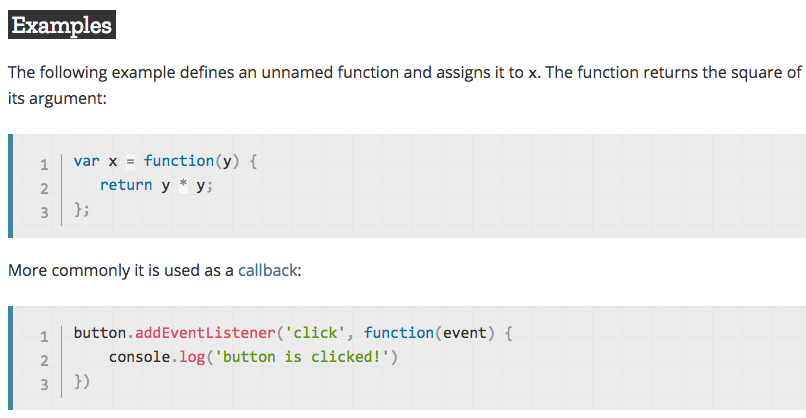 Examples
The following example defines an unnamed function and assigns it to x. The function returns the square of
its argument:
1 var x = function(y) {
2    return y * y;
3 };
More commonly it is used as a callback:
1 button.addEventListener('click', function(event) {
2     console.log('button is clicked!')
3 })